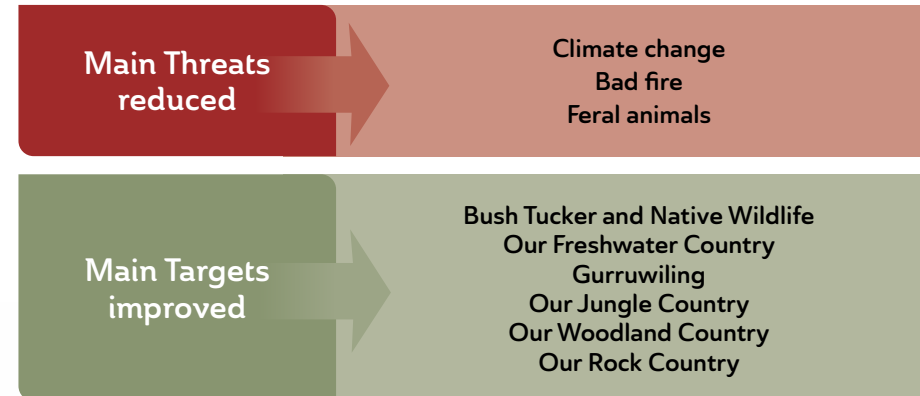 Main Threats
reduced
Climate change
Bad fire
Feral animals
Main Targets
improved
Bush Tucker and Native Wildlife
Our Freshwater Country
Gurruwiling
Our Jungle Country
Our Woodland Country
Our Rock Country